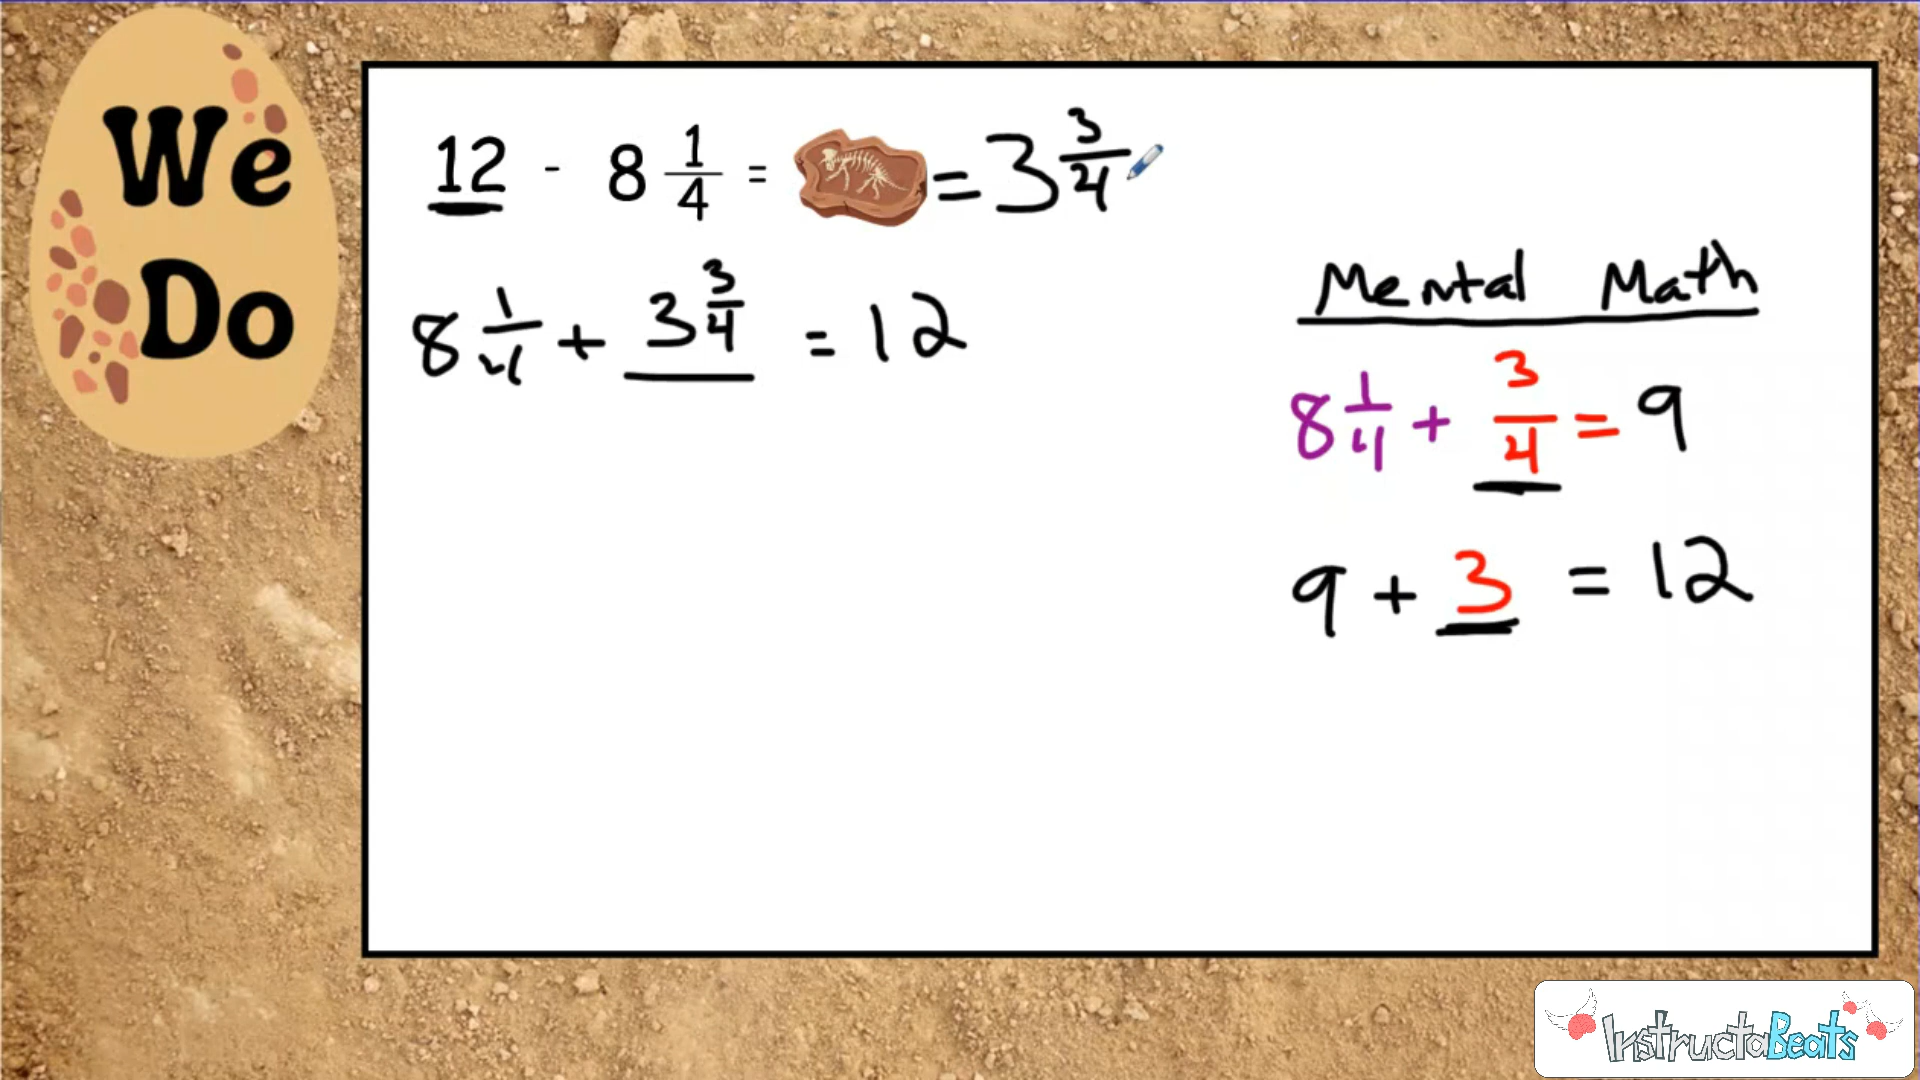 We
Do
12 - 8 1/4 = = 3 3/4
8 1/4 + 3 3/4 = 12
Mental Math
8 1/4 + 3/4 = 9
9 + 3 = 12
InstructaBeats